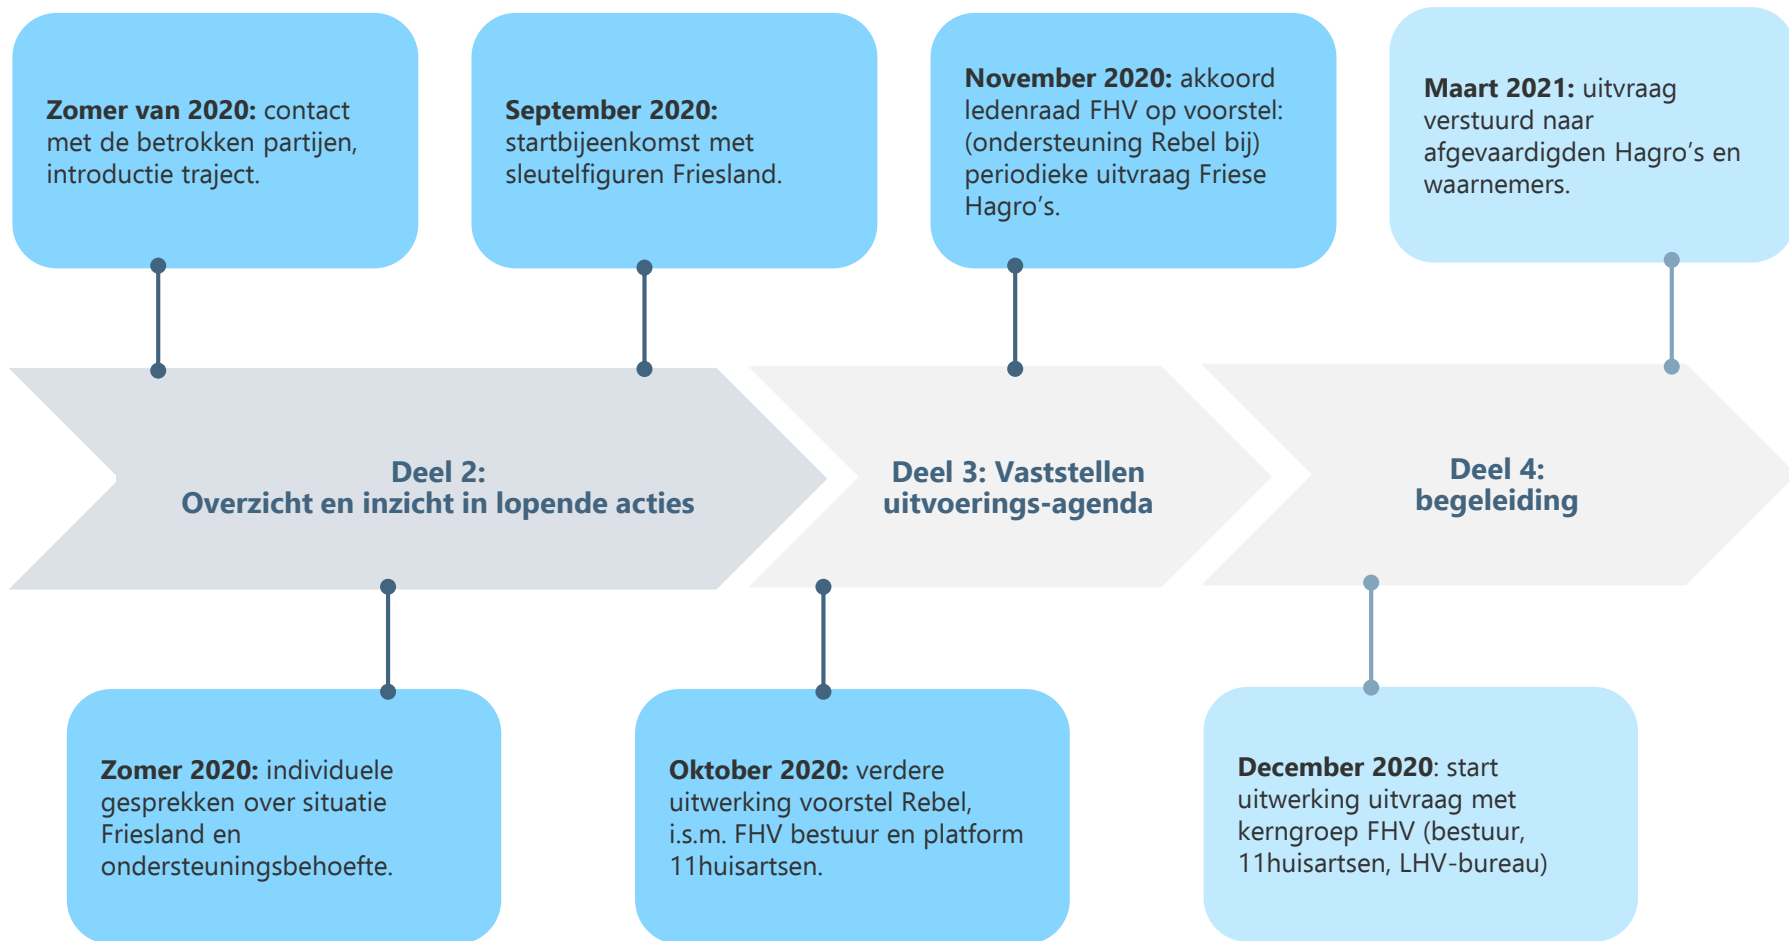 Zomer van 2020: contact
met de betrokken partijen,
introductie traject.
September 2020:
startbijeenkomst met
sleutelfiguren Friesland.
November 2020: akkoord
ledenraad FHV op voorstel:
(ondersteuning Rebel bij)
periodieke uitvraag Friese
Hagro’s.
Maart 2021: uitvraag
verstuurd naar
afgevaardigden Hagro’s en
waarnemers.
Deel 2:
Overzicht en inzicht in lopende acties
Deel 3: Vaststellen
uitvoerings-agenda
Deel 4:
begeleiding
Zomer 2020: individuele
gesprekken over situatie
Friesland en
ondersteuningsbehoefte.
Oktober 2020: verdere
uitwerking voorstel Rebel,
i.s.m. FHV bestuur en platform
11huisartsen.
December 2020: start
uitwerking uitvraag met
kerngroep FHV (bestuur,
11huisartsen, LHV-bureau)